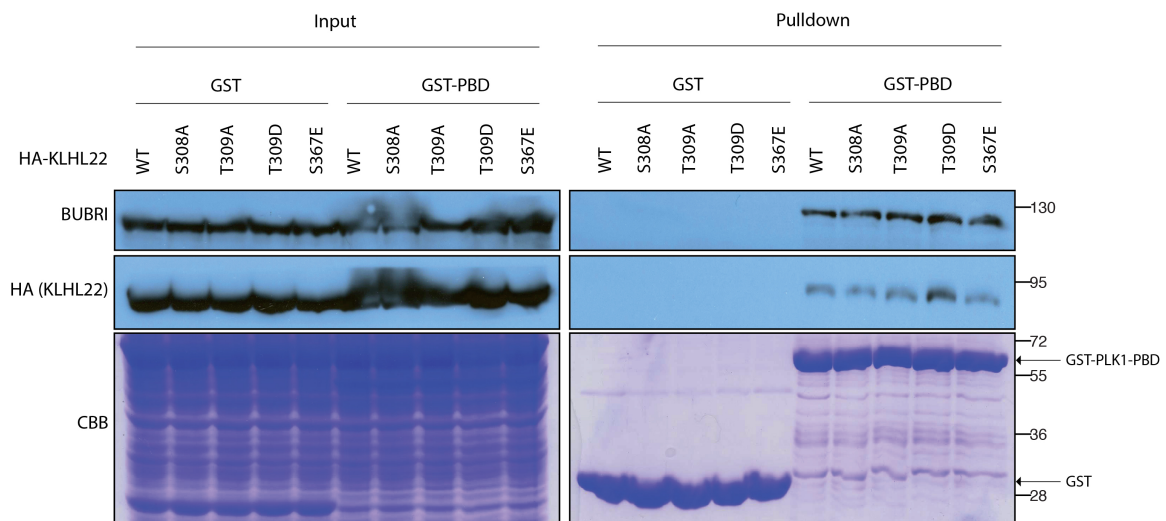 Input Pulldown
GST GST-PBD GST GST-PBD
HA-KLHL22 WT S308A T309A T309D S367E WT S308A T309A T309D S367E WT S308A T309A T309D S367E WT S308A T309A T309D S367E
BUBRI 130
HA (KLHL22) 95
72
GST-PLK1-PBD
55
CBB
36
GST
28